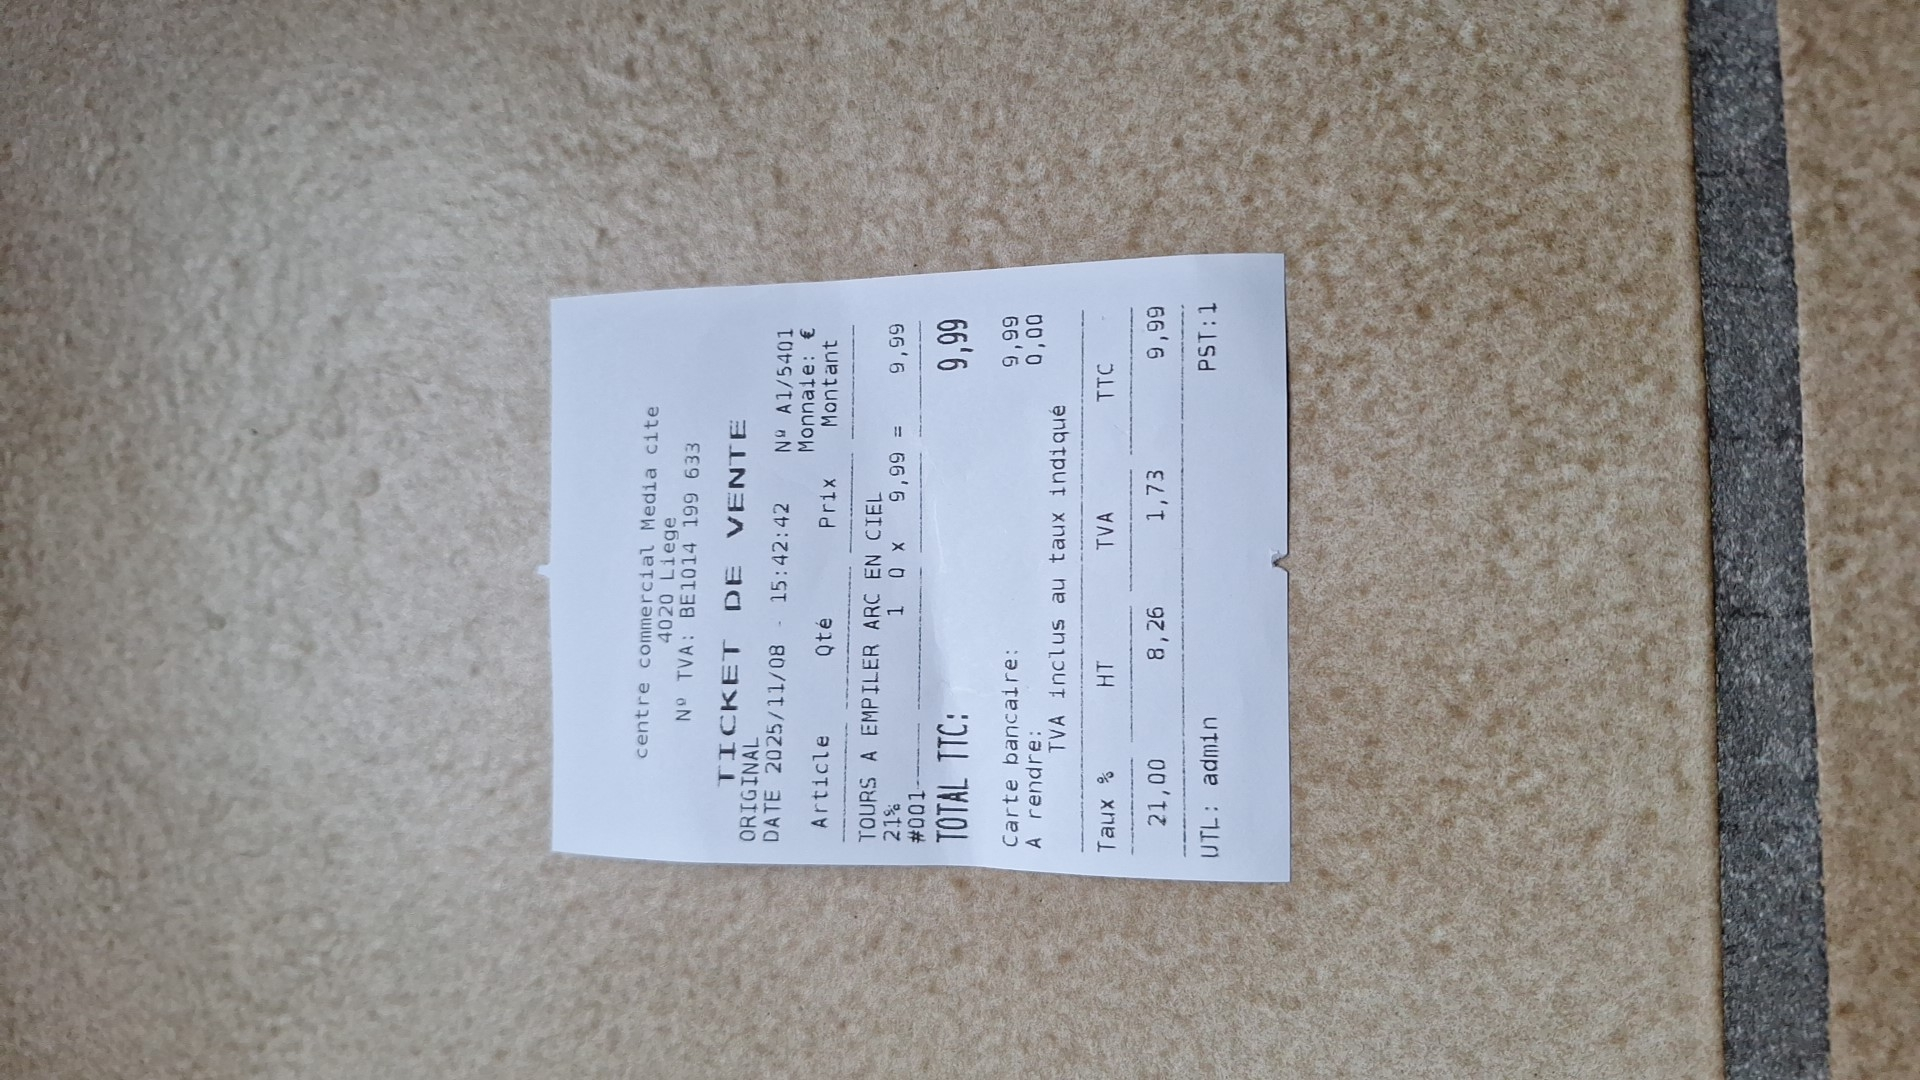 centre commercial Media cite
4020 Liege
Nº TVA: BE1014 199 633
TICKET DE VENTE
ORIGINAL
DATE 2025/11/08 - 15:42:42 Nº A1/5401
Monnaie: €
Article Qté Prix Montant
TOURS A EMPILER ARC EN CIEL
21% 1 Q x 9,99 = 9,99
#001
TOTAL TTC: 9,99
Carte bancaire: 9,99
A rendre: 0,00
TVA inclus au taux indiqué
Taux % HT TVA TTC
21,00 8,26 1,73 9,99
UTL: admin PST:1